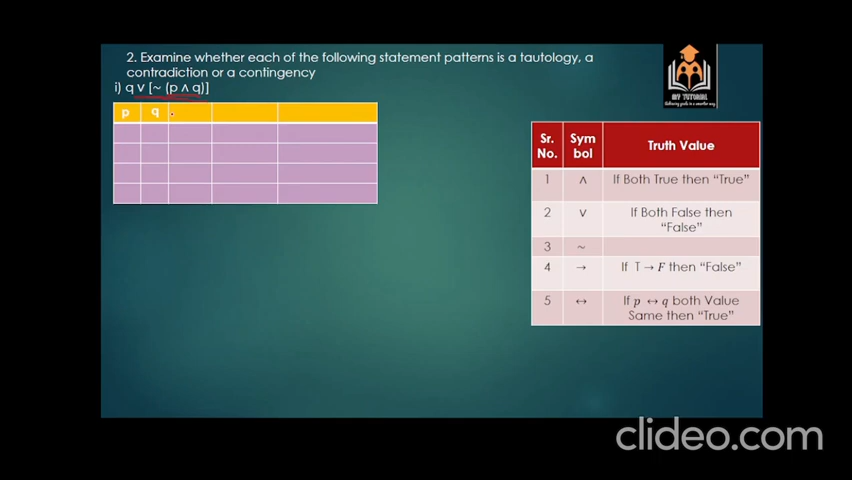 2. Examine whether each of the following statement patterns is a tautology, a
contradiction or a contingency
i) q ∨ [~ (p ∧ q)]
p q
MY TUTORIAL
Sr. No. Sym bol Truth Value
1 ∧ If Both True then “True”
2 ∨ If Both False then
“False”
3 ~
4 → If T → F then “False”
5 ↔ If p ↔ q both Value
Same then “True”
clideo.com